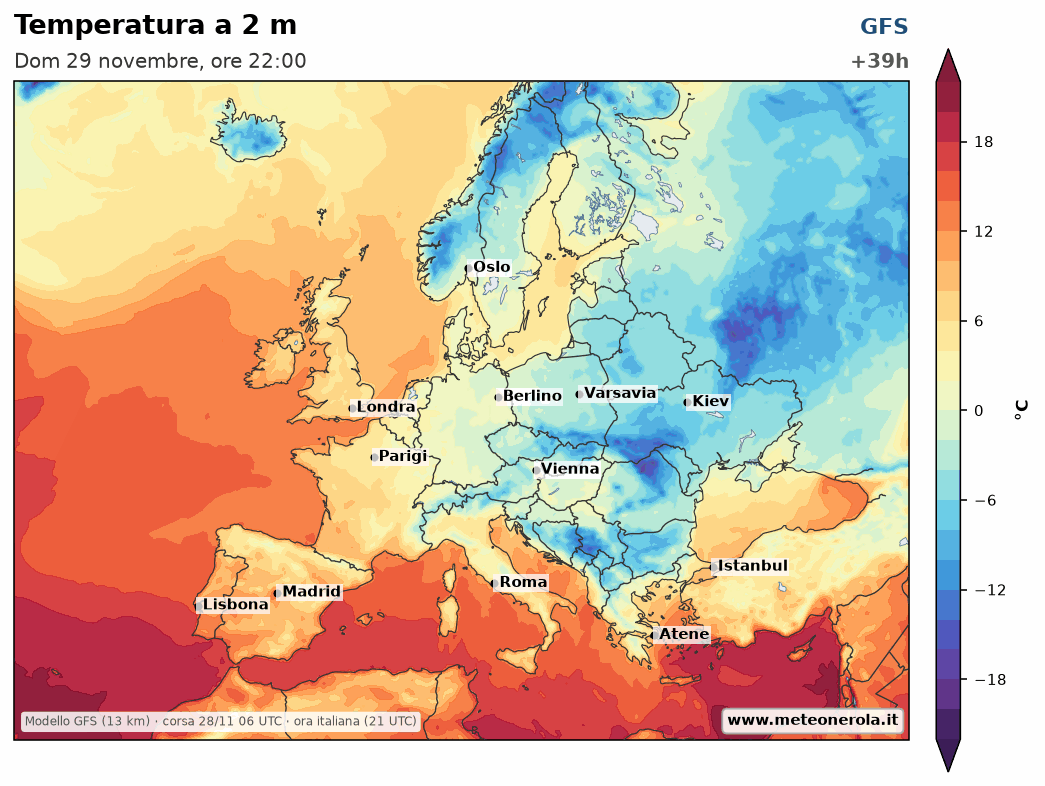 Temperatura a 2 m
GFS
Dom 29 novembre, ore 22:00
+39h
Oslo
Berlino
Varsavia
Kiev
Londra
Parigi
Vienna
Istanbul
Roma
Madrid
Lisbona
Atene
Modello GFS (13 km) · corsa 28/11 06 UTC · ora italiana (21 UTC)
www.meteonerola.it
18
12
6
0
−6
−12
−18
°C